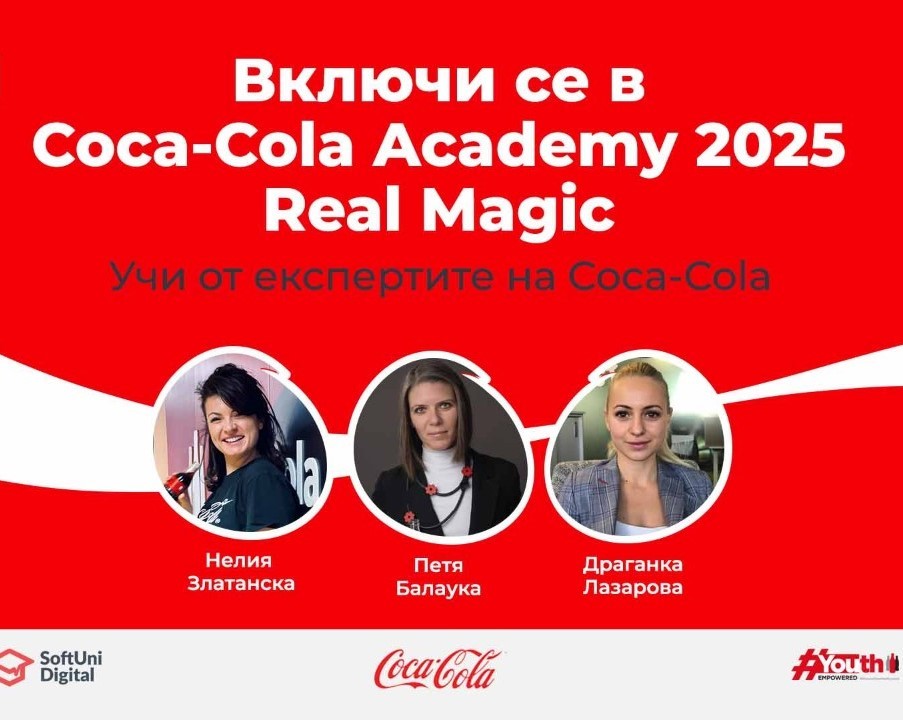 Включи се в
Coca-Cola Academy 2025
Real Magic
Учи от експертите на Coca-Cola
Нелия
Златанска
Петя
Балаука
Драганка
Лазарова
SoftUni
Digital
Coca-Cola
#Youth
EMPOWERED